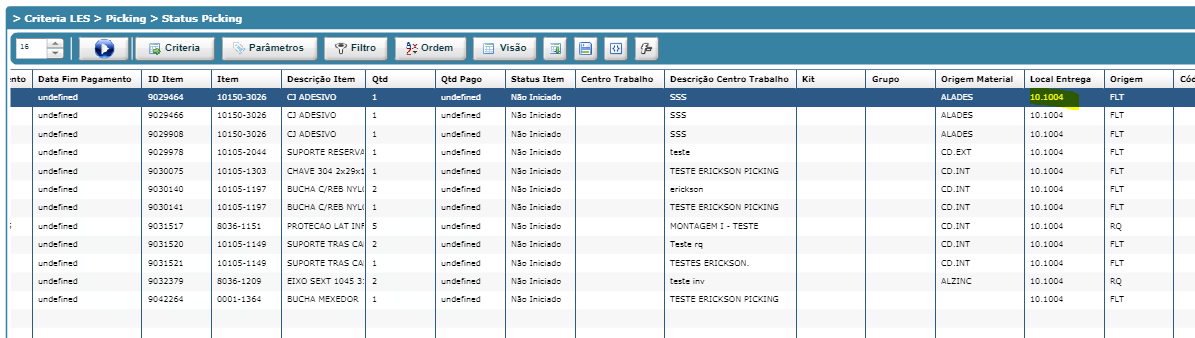 > Criteria LES > Picking > Status Picking
16 Criteria Parâmetros Filtro Ordem Visão
nto Data Fim Pagamento ID Item Item Descrição Item Qtd Qtd Pago Status Item Centro Trabalho Descrição Centro Trabalho Kit Grupo Origem Material Local Entrega Origem Cód
undefined 9029464 10150-3026 CJ ADESIVO 1 undefined Não Iniciado SSS ALADES 10.1004 FLT
undefined 9029466 10150-3026 CJ ADESIVO 1 undefined Não Iniciado SSS ALADES 10.1004 FLT
undefined 9029908 10150-3026 CJ ADESIVO 1 undefined Não Iniciado SSS ALADES 10.1004 FLT
undefined 9029978 10105-2044 SUPORTE RESERVA 1 undefined Não Iniciado teste CD.EXT 10.1004 FLT
undefined 9030075 10105-1303 CHAVE 304 2x29x1 1 undefined Não Iniciado TESTE ERICKSON PICKING CD.INT 10.1004 FLT
undefined 9030140 10105-1197 BUCHA C/REB NYL 2 undefined Não Iniciado erickson CD.INT 10.1004 FLT
undefined 9030141 10105-1197 BUCHA C/REB NYL 2 undefined Não Iniciado TESTE ERICKSON PICKING CD.INT 10.1004 FLT
undefined 9031517 8036-1151 PROTECAO LAT INF 5 undefined Não Iniciado MONTAGEM I - TESTE CD.INT 10.1004 RQ
undefined 9031520 10105-1149 SUPORTE TRAS CA 2 undefined Não Iniciado Teste rq CD.INT 10.1004 FLT
undefined 9031521 10105-1149 SUPORTE TRAS CA 1 undefined Não Iniciado TESTES ERICKSON. CD.INT 10.1004 FLT
undefined 9032379 8036-1209 EIXO SEXT 1045 3 2 undefined Não Iniciado teste inv ALZINC 10.1004 RQ
undefined 9042264 0001-1364 BUCHA MEXEDOR 1 undefined Não Iniciado TESTE ERICKSON PICKING 10.1004 FLT